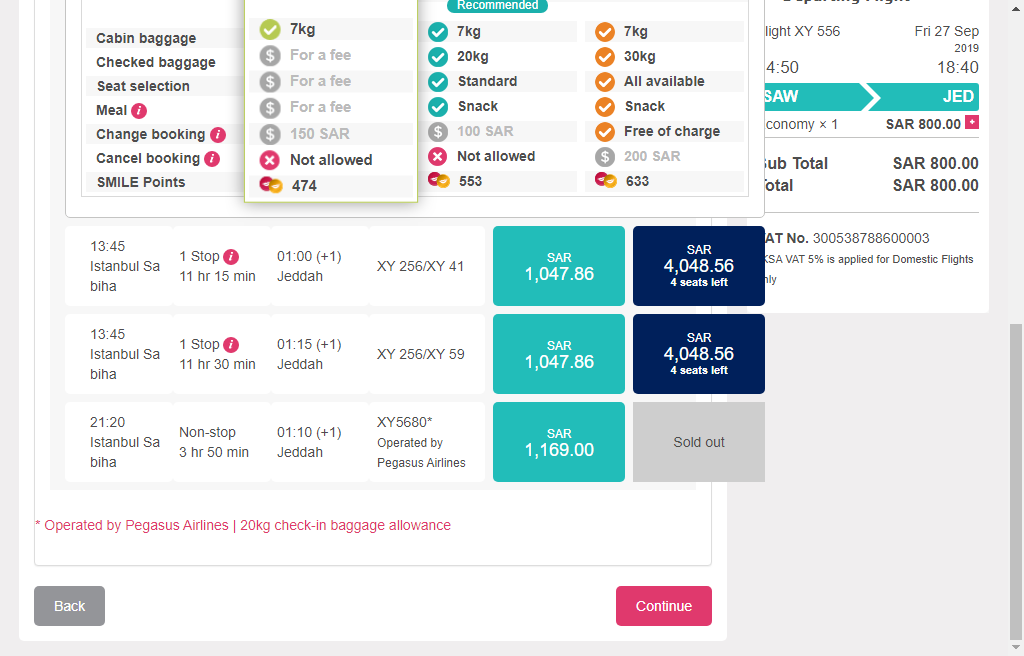 Recommended
Departing Flight
Cabin baggage
7kg
7kg
7kg
Checked baggage
For a fee
20kg
30kg
Seat selection
For a fee
Standard
All available
Meal i
For a fee
Snack
Snack
Change booking i
150 SAR
100 SAR
Free of charge
Cancel booking i
Not allowed
Not allowed
200 SAR
SMILE Points
474
553
633
light XY 556
Fri 27 Sep
2019
4:50
18:40
SAW
JED
conomy × 1
SAR 800.00 +
ub Total
SAR 800.00
otal
SAR 800.00
AT No. 300538788600003
KSA VAT 5% is applied for Domestic Flights
nly
13:45
Istanbul Sa
biha
1 Stop i
11 hr 15 min
01:00 (+1)
Jeddah
XY 256/XY 41
SAR
1,047.86
SAR
4,048.56
4 seats left
13:45
Istanbul Sa
biha
1 Stop i
11 hr 30 min
01:15 (+1)
Jeddah
XY 256/XY 59
SAR
1,047.86
SAR
4,048.56
4 seats left
21:20
Istanbul Sa
biha
Non-stop
3 hr 50 min
01:10 (+1)
Jeddah
XY5680*
Operated by
Pegasus Airlines
SAR
1,169.00
Sold out
* Operated by Pegasus Airlines | 20kg check-in baggage allowance
Back
Continue